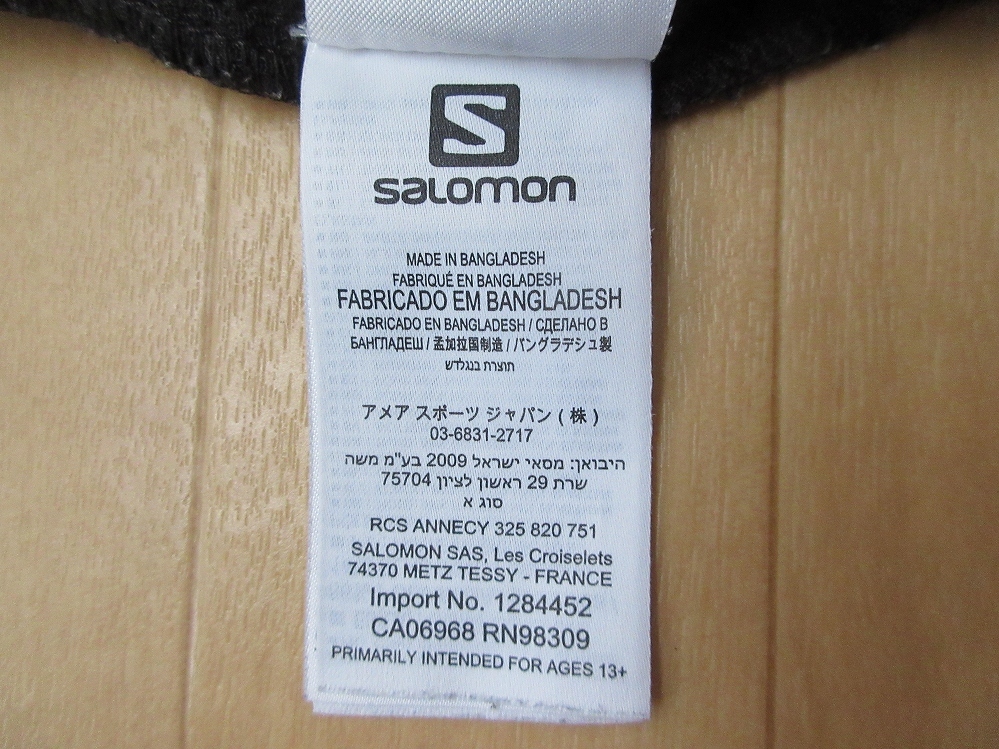 S
SALOMON
MADE IN BANGLADESH
FABRIQUÉ EN BANGLADESH
FABRICADO EM BANGLADESH
FABRICADO EN BANGLADESH / СДЕЛАНО В
БАНГЛАДЕШ / 孟加拉国制造 / バングラデシュ製
תוצרת בנגלדש
アメア スポーツ ジャパン (株)
03-6831-2717
היבואן: מסאי ישראל 2009 בע"מ משה
שרת 29 ראשון לציון 75704
סוג א
RCS ANNECY 325 820 751
SALOMON SAS, Les Croiselets
74370 METZ TESSY - FRANCE
Import No. 1284452
CA06968 RN98309
PRIMARILY INTENDED FOR AGES 13+